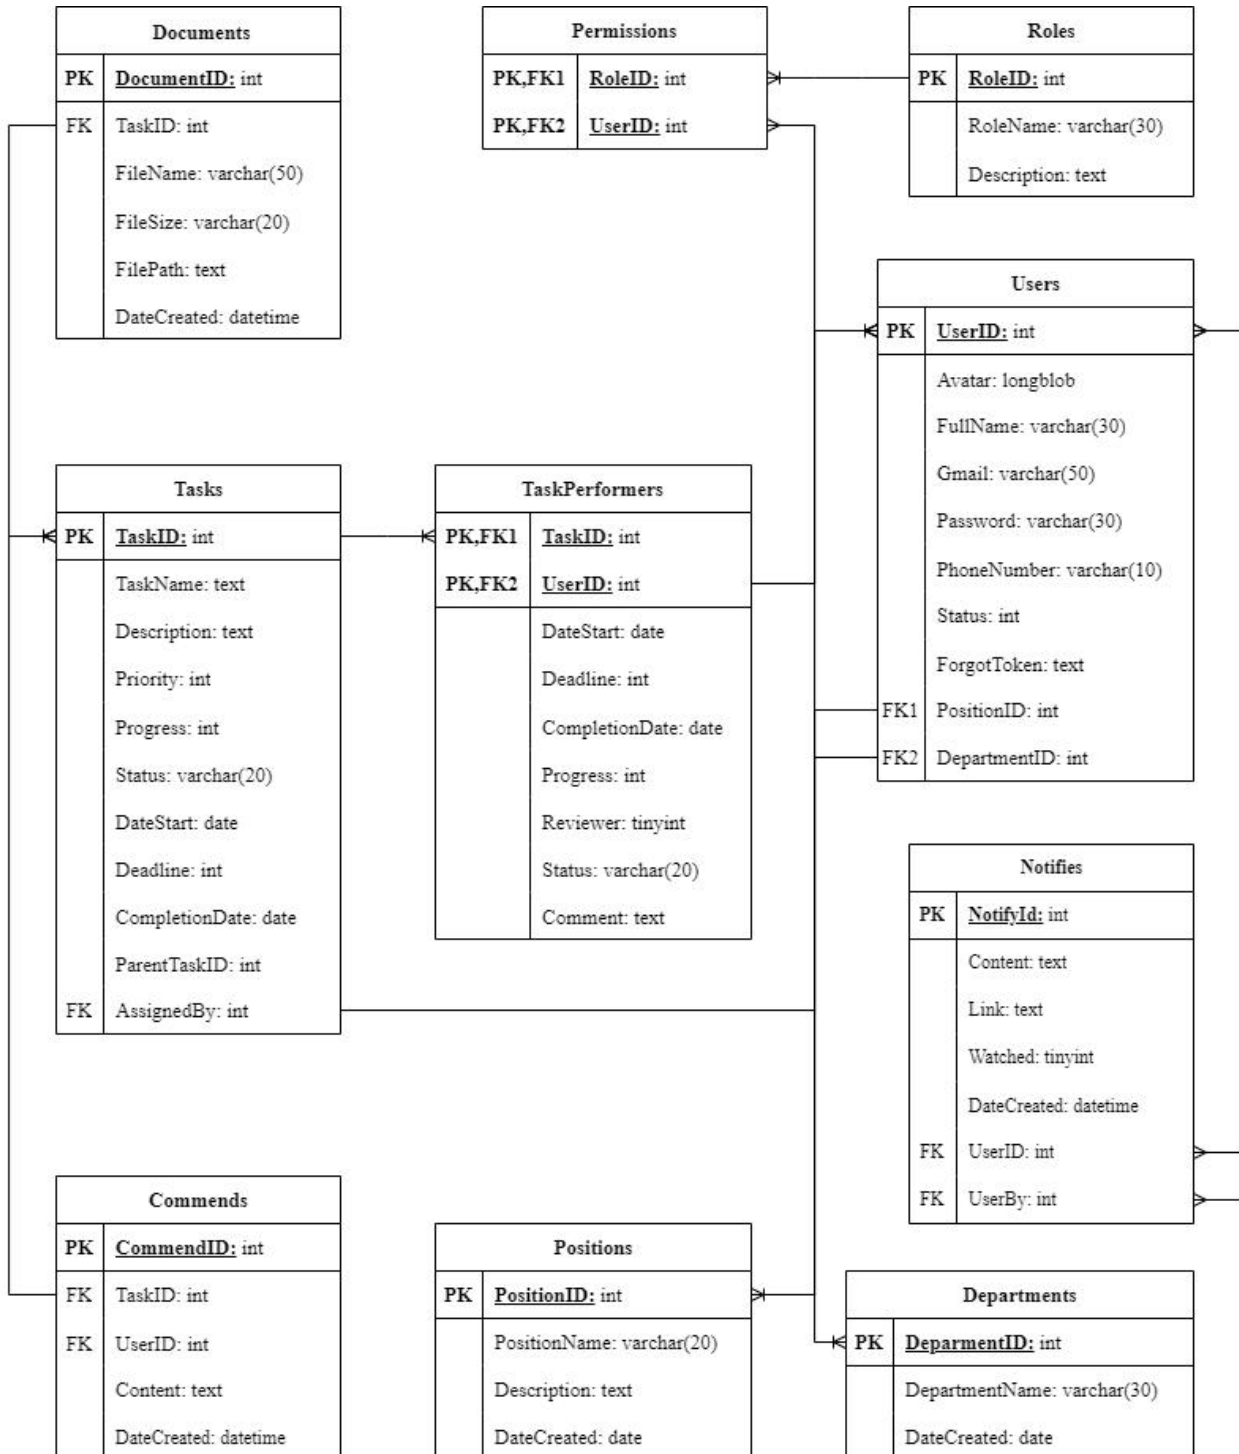 Documents
PK DocumentID: int
FK TaskID: int
FileName: varchar(50)
FileSize: varchar(20)
FilePath: text
DateCreated: datetime
Permissions
PK,FK1 RoleID: int
PK,FK2 UserID: int
Roles
PK RoleID: int
RoleName: varchar(30)
Description: text
Users
PK UserID: int
Avatar: longblob
FullName: varchar(30)
Gmail: varchar(50)
Password: varchar(30)
PhoneNumber: varchar(10)
Status: int
ForgotToken: text
FK1 PositionID: int
FK2 DepartmentID: int
Tasks
PK TaskID: int
TaskName: text
Description: text
Priority: int
Progress: int
Status: varchar(20)
DateStart: date
Deadline: int
CompletionDate: date
ParentTaskID: int
FK AssignedBy: int
TaskPerformers
PK,FK1 TaskID: int
PK,FK2 UserID: int
DateStart: date
Deadline: int
CompletionDate: date
Progress: int
Reviewer: tinyint
Status: varchar(20)
Comment: text
Notifies
PK NotifyId: int
Content: text
Link: text
Watched: tinyint
DateCreated: datetime
FK UserID: int
FK UserBy: int
Commends
PK CommendID: int
FK TaskID: int
FK UserID: int
Content: text
DateCreated: datetime
Positions
PK PositionID: int
PositionName: varchar(20)
Description: text
DateCreated: date
Departments
PK DeparmentID: int
DepartmentName: varchar(30)
DateCreated: date